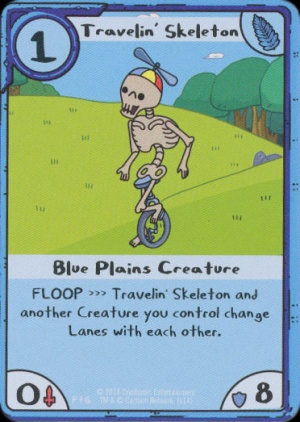 1
Travelin' Skeleton
Blue Plains Creature
FLOOP >>> Travelin' Skeleton and
another Creature you control change
Lanes with each other.
0
8